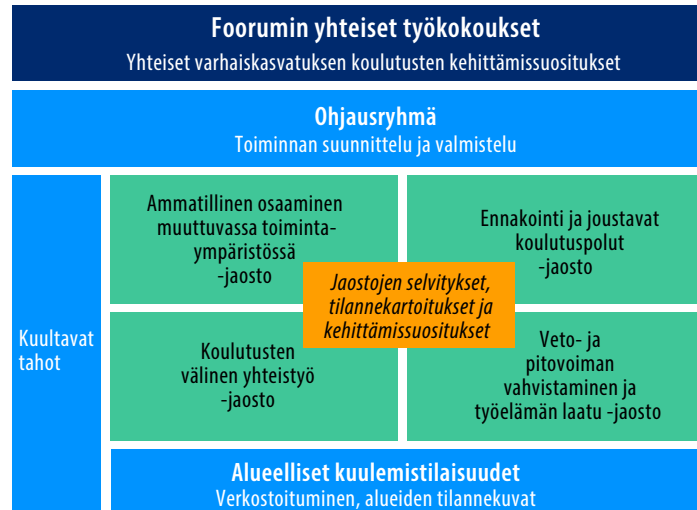 Foorumin yhteiset työkokoukset
Yhteiset varhaiskasvatuksen koulutusten kehittämissuositukset
Ohjausryhmä
Toiminnan suunnittelu ja valmistelu
Kuultavat
tahot
Ammatillinen osaaminen
muuttuvassa toiminta-
ympäristössä
-jaosto
Ennakointi ja joustavat
koulutuspolut
-jaosto
Jaostojen selvitykset,
tilannekartoitukset ja
kehittämissuositukset
Koulutusten
välinen yhteistyö
-jaosto
Veto- ja
pitovoiman
vahvistaminen ja
työelämän laatu -jaosto
Alueelliset kuulemistilaisuudet
Verkostoituminen, alueiden tilannekuvat